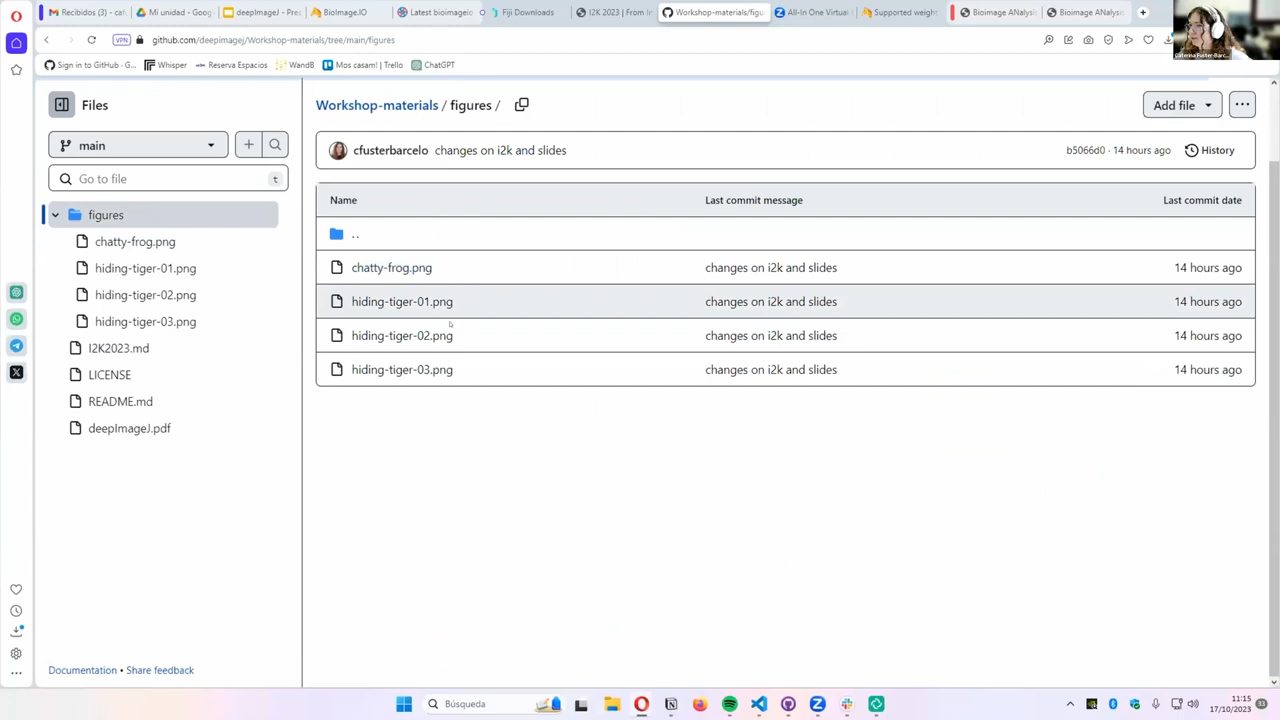 Recibidos (3) - caf
Mi unidad - Goog
deepImageJ - Pres
BioImage.IO
Latest bioimageio
Fiji Downloads
I2K 2023 | From In
Workshop-materials/figu
All-In One Virtual
Supported weight
Bioimage ANalysis
Bioimage ANalysis
VPN
github.com/deepimagej/Workshop-materials/tree/main/figures
Sign in to GitHub · G...
Whisper
Reserva Espacios
WandB
Mos casam! | Trello
ChatGPT
Files
Workshop-materials / figures /
Add file
main
cfusterbarcelo changes on i2k and slides
b5066d0 · 14 hours ago
History
Go to file
t
Name
Last commit message
Last commit date
figures
..
chatty-frog.png
hiding-tiger-01.png
hiding-tiger-02.png
hiding-tiger-03.png
I2K2023.md
LICENSE
README.md
deepImageJ.pdf
chatty-frog.png
changes on i2k and slides
14 hours ago
hiding-tiger-01.png
changes on i2k and slides
14 hours ago
hiding-tiger-02.png
changes on i2k and slides
14 hours ago
hiding-tiger-03.png
changes on i2k and slides
14 hours ago
Documentation • Share feedback
Búsqueda
11:15
17/10/2023